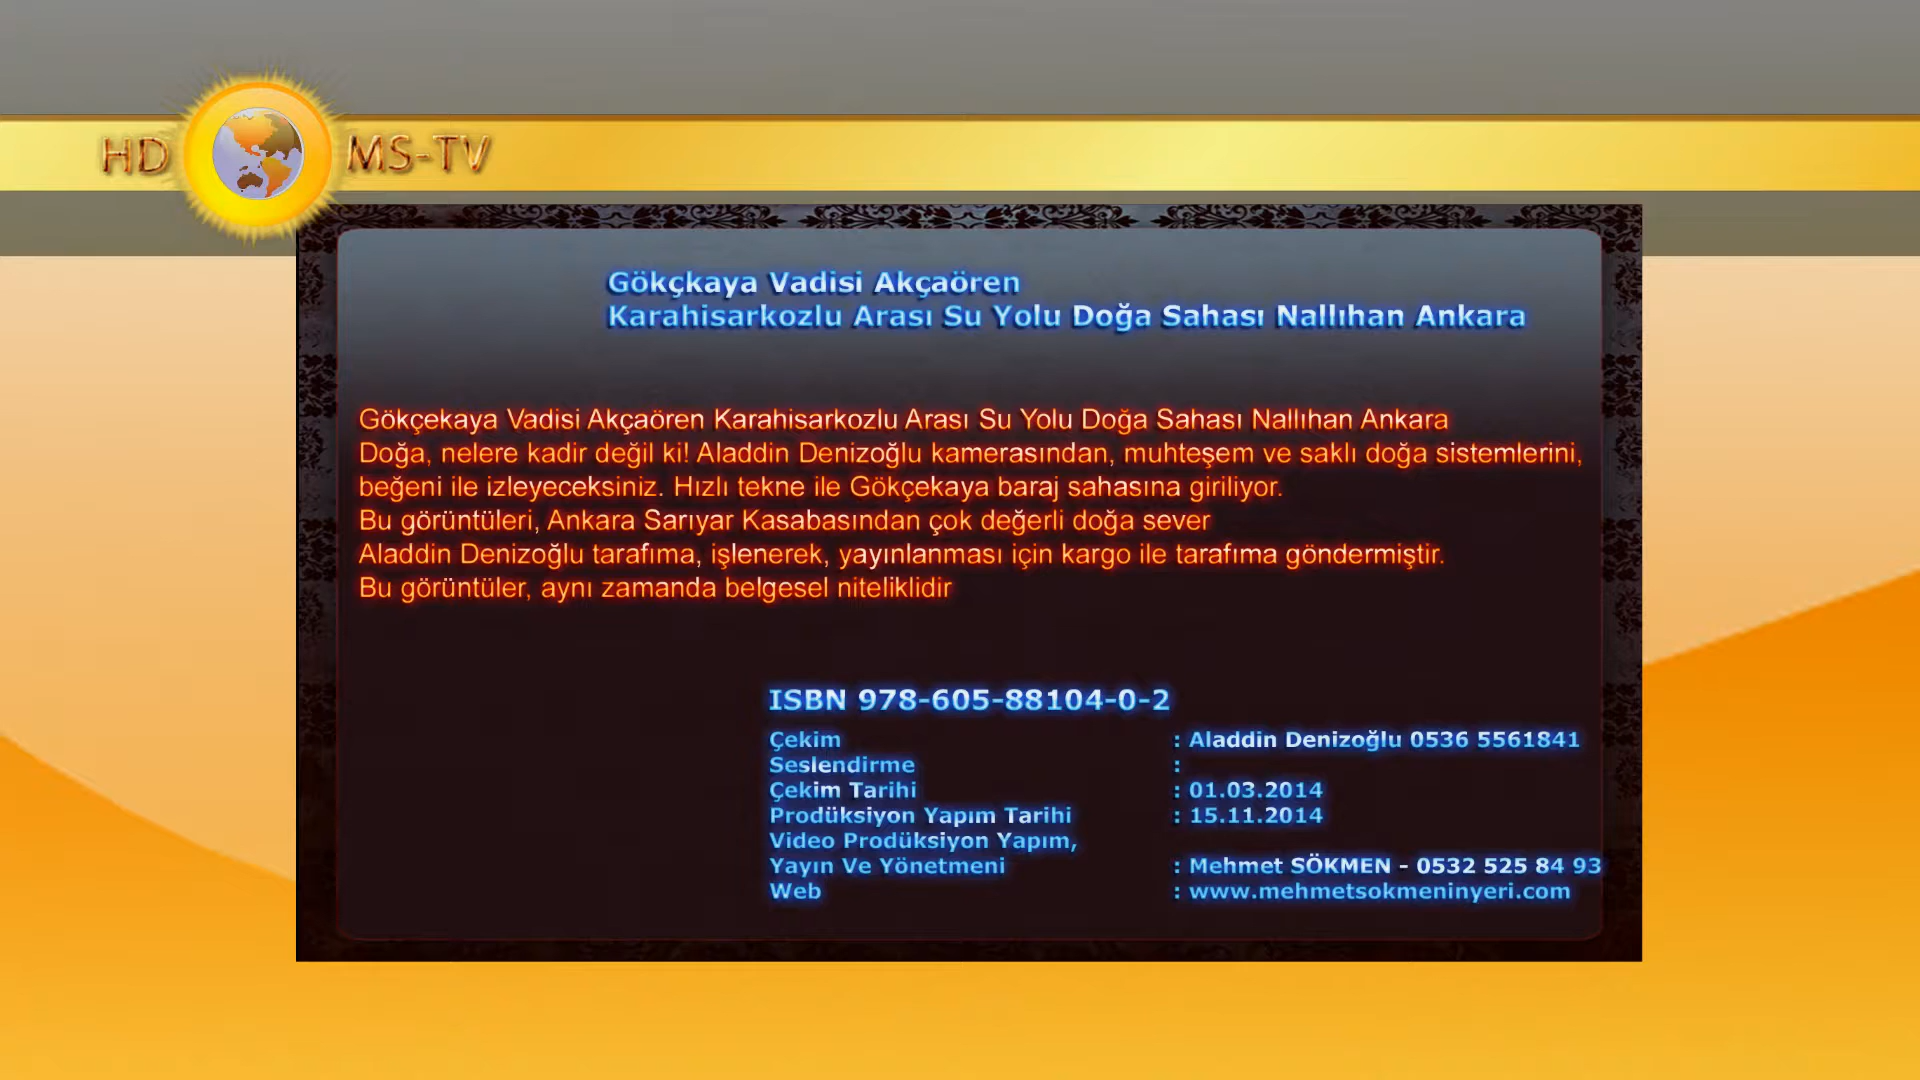 HD MS-TV
Gökçkaya Vadisi Akçaören
Karahisarkozlu Arası Su Yolu Doğa Sahası Nallıhan Ankara
Gökçekaya Vadisi Akçaören Karahisarkozlu Arası Su Yolu Doğa Sahası Nallıhan Ankara
Doğa, nelere kadir değil ki! Aladdin Denizoğlu kamerasından, muhteşem ve saklı doğa sistemlerini,
beğeni ile izleyeceksiniz. Hızlı tekne ile Gökçekaya baraj sahasına giriliyor.
Bu görüntüleri, Ankara Sarıyar Kasabasından çok değerli doğa sever
Aladdin Denizoğlu tarafıma, işlenerek, yayınlanması için kargo ile tarafıma göndermiştir.
Bu görüntüler, aynı zamanda belgesel niteliklidir
ISBN 978-605-88104-0-2
Çekim : Aladdin Denizoğlu 0536 5561841
Seslendirme :
Çekim Tarihi : 01.03.2014
Prodüksiyon Yapım Tarihi : 15.11.2014
Video Prodüksiyon Yapım,
Yayın Ve Yönetmeni : Mehmet SÖKMEN - 0532 525 84 93
Web : www.mehmetsokmeninyeri.com